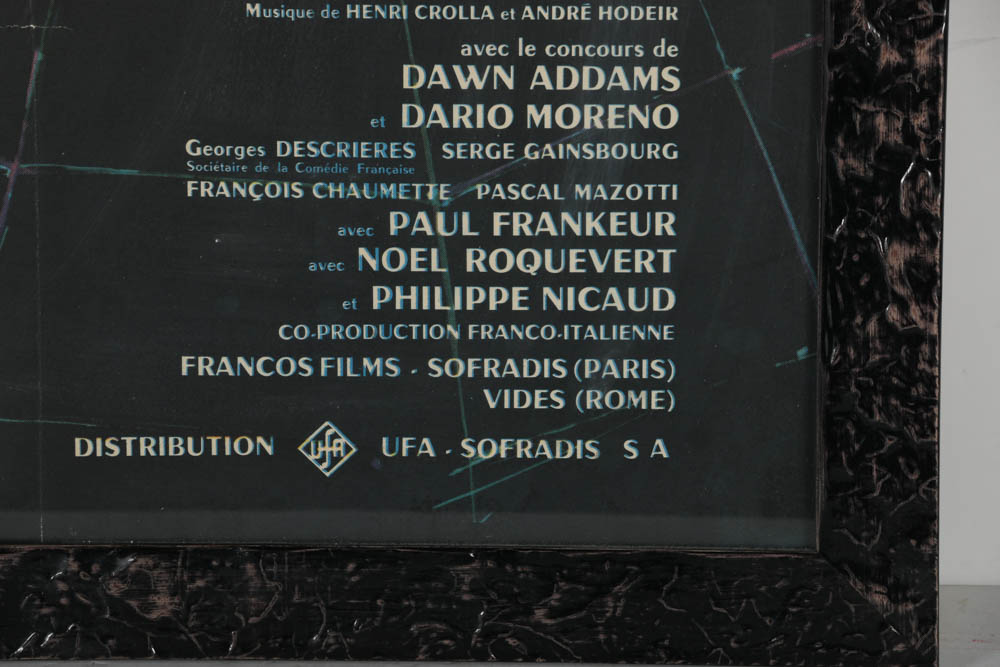 Musique de HENRI CROLLA et ANDRÉ HODEIR
avec le concours de
DAWN ADDAMS
et DARIO MORENO
Georges DESCRIERES SERGE GAINSBOURG
Sociétaire de la Comédie Française
FRANÇOIS CHAUMETTE PASCAL MAZOTTI
avec PAUL FRANKEUR
avec NOEL ROQUEVERT
et PHILIPPE NICAUD
CO-PRODUCTION FRANCO-ITALIENNE
FRANCOS FILMS - SOFRADIS (PARIS)
VIDES (ROME)
DISTRIBUTION UFA UFA - SOFRADIS S A